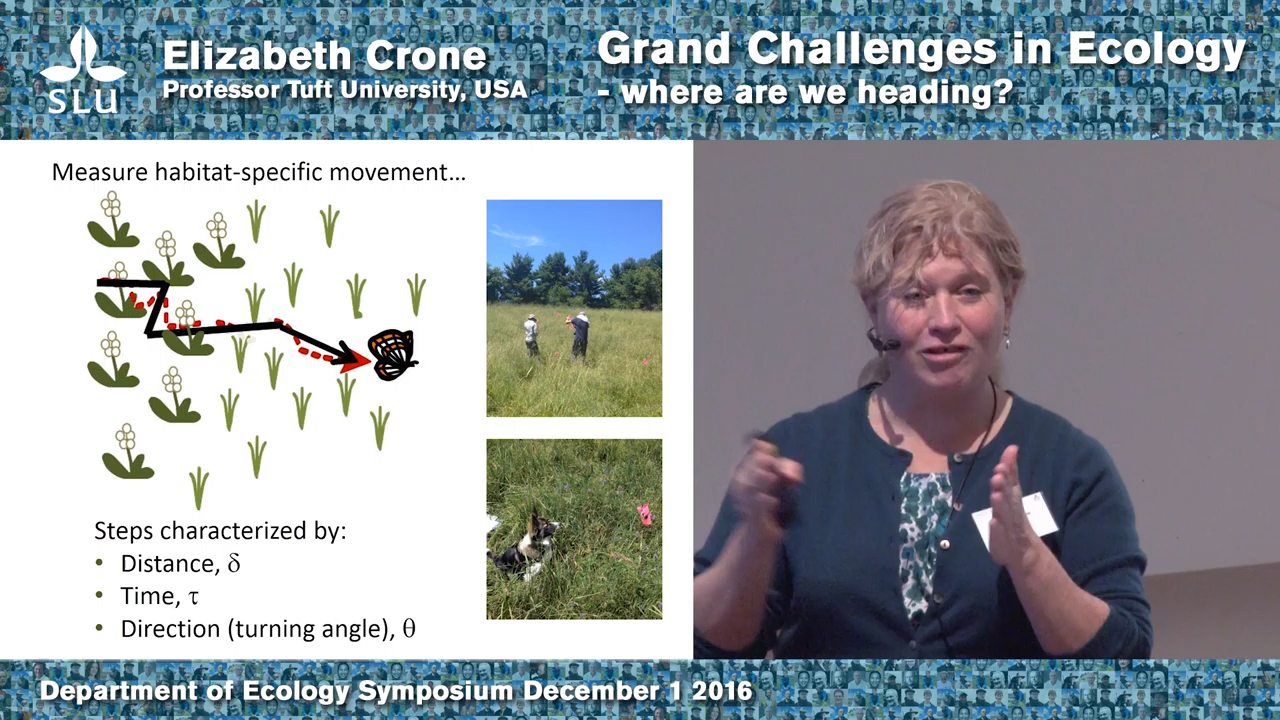 SLU
Elizabeth Crone
Professor Tuft University, USA
Grand Challenges in Ecology
- where are we heading?
Measure habitat-specific movement...
Steps characterized by:
• Distance, δ
• Time, τ
• Direction (turning angle), θ
Department of Ecology Symposium December 1 2016